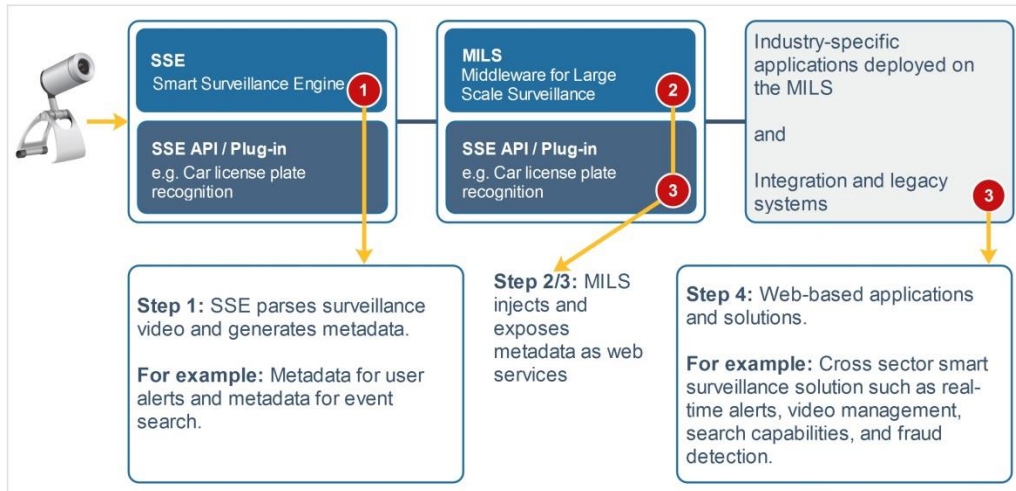 SSE
Smart Surveillance Engine
1
SSE API / Plug-in
e.g. Car license plate
recognition
MILS
Middleware for Large
Scale Surveillance
2
SSE API / Plug-in
e.g. Car license plate
recognition
3
Industry-specific
applications deployed on
the MILS
and
Integration and legacy
systems
3
Step 1: SSE parses surveillance
video and generates metadata.
For example: Metadata for user
alerts and metadata for event
search.
Step 2/3: MILS
injects and
exposes
metadata as web
services
Step 4: Web-based applications
and solutions.
For example: Cross sector smart
surveillance solution such as real-
time alerts, video management,
search capabilities, and fraud
detection.